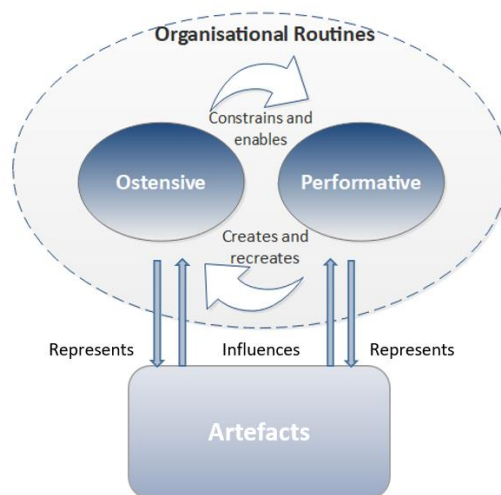 Organisational Routines
Constrains and
enables
Ostensive
Performative
Creates and
recreates
Represents
Influences
Represents
Artefacts